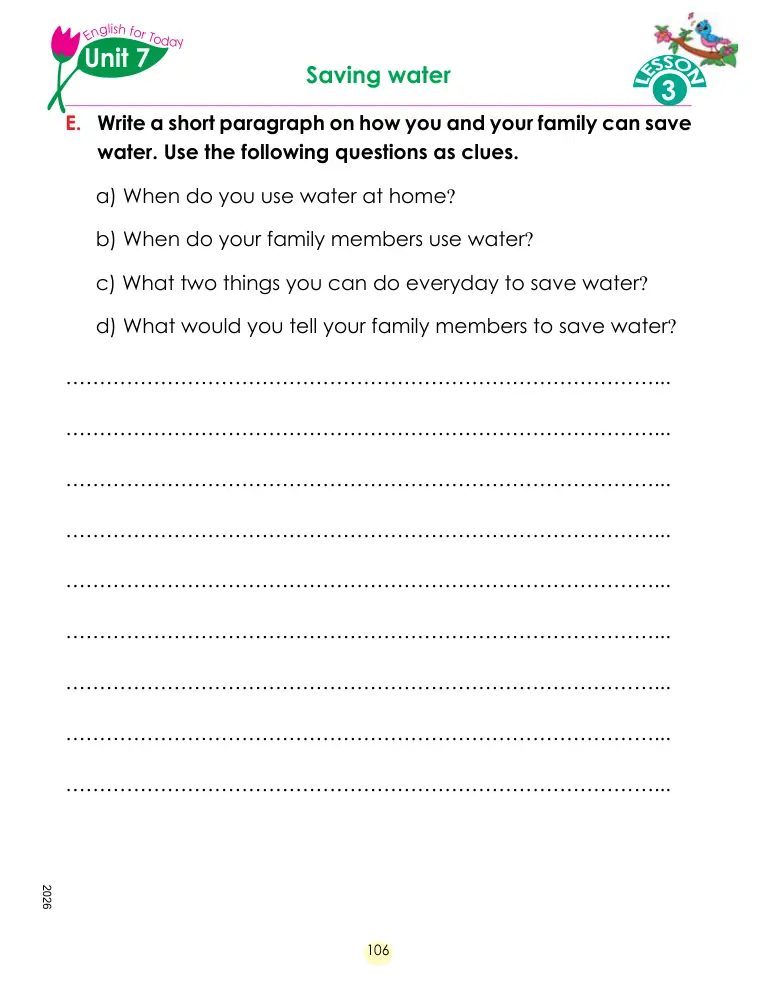 English for Today
Unit 7
Saving water
LESSON
3
E. Write a short paragraph on how you and your family can save
water. Use the following questions as clues.
a) When do you use water at home?
b) When do your family members use water?
c) What two things you can do everyday to save water?
d) What would you tell your family members to save water?
………………………………………………………………………………...
………………………………………………………………………………...
………………………………………………………………………………...
………………………………………………………………………………...
………………………………………………………………………………...
………………………………………………………………………………...
………………………………………………………………………………...
………………………………………………………………………………...
………………………………………………………………………………...
2026
106